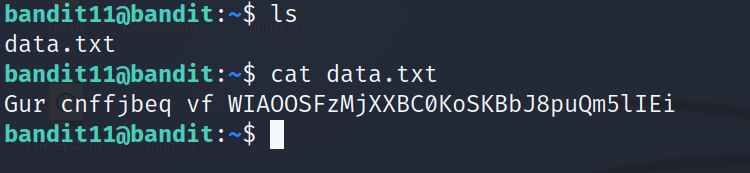 bandit11@bandit:~$ ls
data.txt
bandit11@bandit:~$ cat data.txt
Gur cnffjbeq vf WIAOOSFzMjXXBC0KoSKBbJ8puQm5lIEi
bandit11@bandit:~$